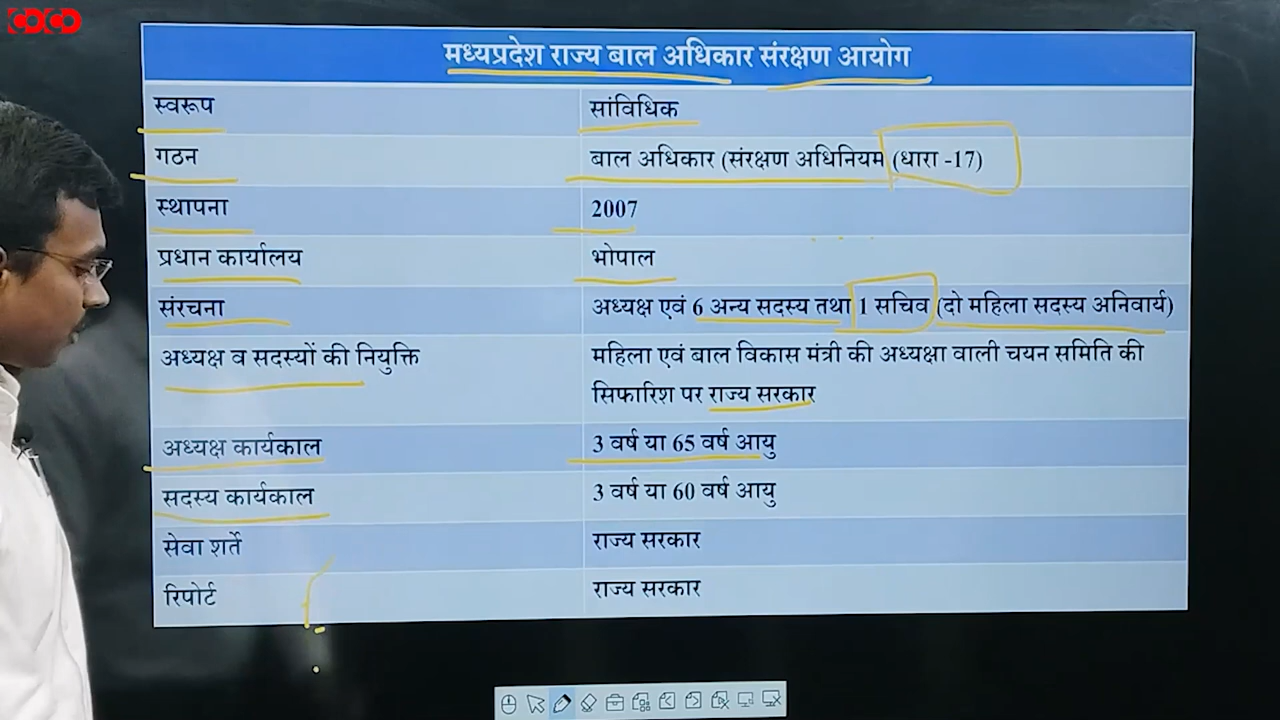 COCO
मध्यप्रदेश राज्य बाल अधिकार संरक्षण आयोग
स्वरूप सांविधिक
गठन बाल अधिकार (संरक्षण अधिनियम (धारा -17)
स्थापना 2007
प्रधान कार्यालय भोपाल
संरचना अध्यक्ष एवं 6 अन्य सदस्य तथा 1 सचिव (दो महिला सदस्य अनिवार्य)
अध्यक्ष व सदस्यों की नियुक्ति महिला एवं बाल विकास मंत्री की अध्यक्षा वाली चयन समिति की
सिफारिश पर राज्य सरकार
अध्यक्ष कार्यकाल 3 वर्ष या 65 वर्ष आयु
सदस्य कार्यकाल 3 वर्ष या 60 वर्ष आयु
सेवा शर्ते राज्य सरकार
रिपोर्ट राज्य सरकार